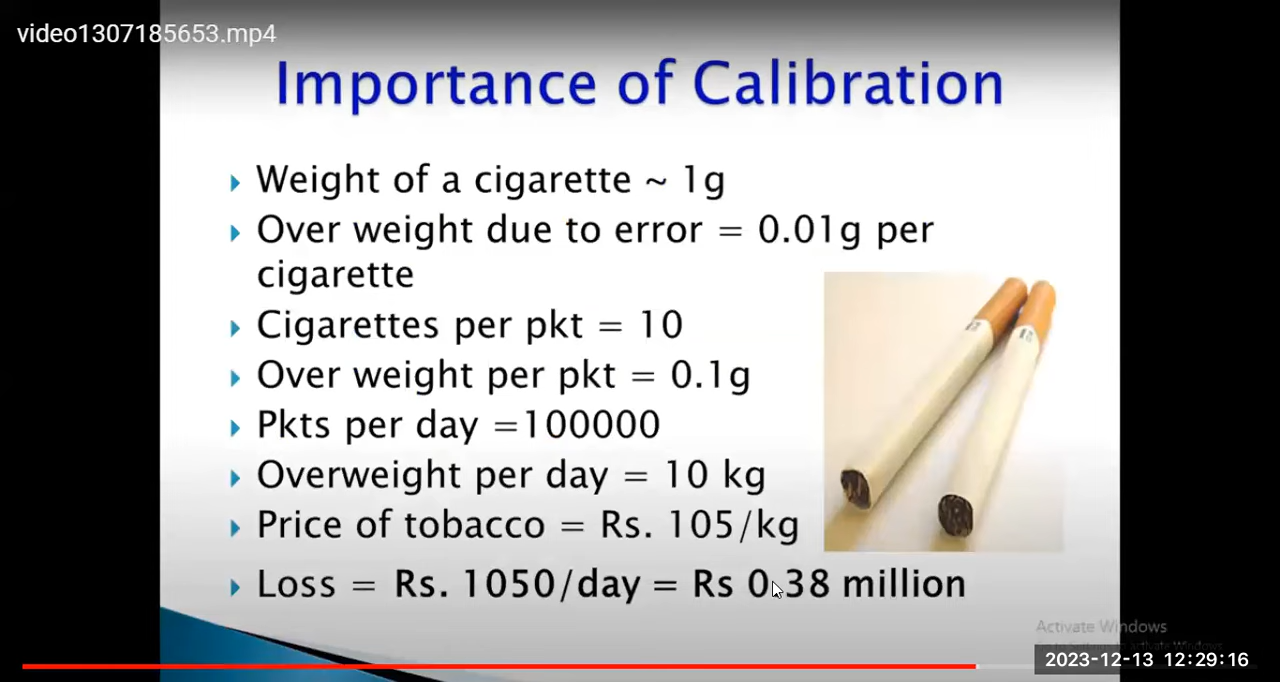 video1307185653.mp4
Importance of Calibration
Weight of a cigarette ~ 1g
Over weight due to error = 0.01g per
cigarette
Cigarettes per pkt = 10
Over weight per pkt = 0.1g
Pkts per day =100000
Overweight per day = 10 kg
Price of tobacco = Rs. 105/kg
Loss = Rs. 1050/day = Rs 0.38 million
Activate Windows
2023-12-13 12:29:16